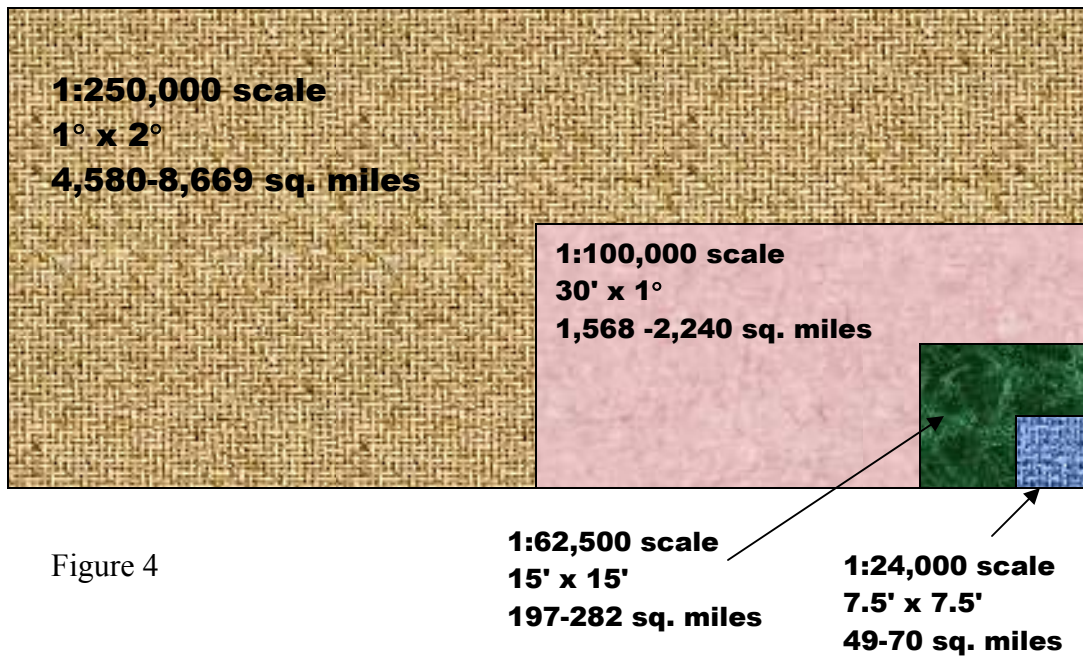 1:250,000 scale
1° x 2°
4,580-8,669 sq. miles
1:100,000 scale
30' x 1°
1,568 -2,240 sq. miles
Figure 4
1:62,500 scale
15' x 15'
197-282 sq. miles
1:24,000 scale
7.5' x 7.5'
49-70 sq. miles